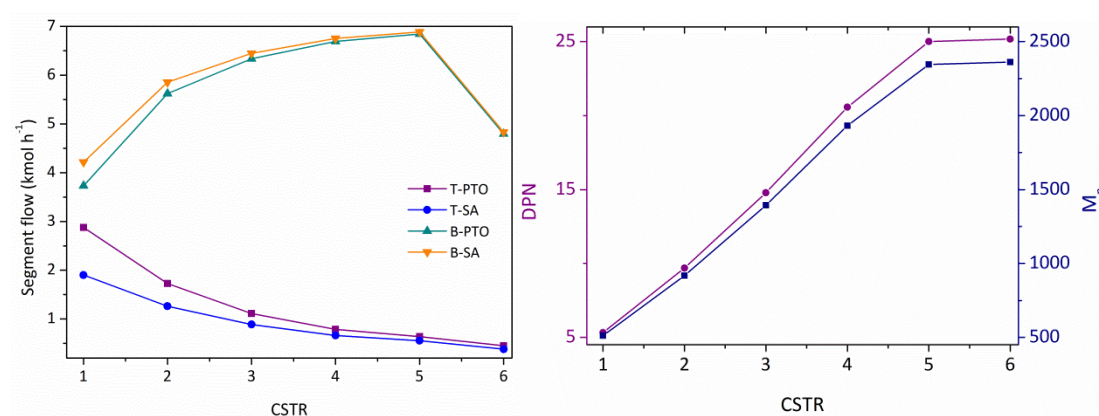 7
6
5
4
3
2
1
Segment flow (kmol h⁻¹)
T-PTO
T-SA
B-PTO
B-SA
1 2 3 4 5 6
CSTR
25
15
5
DPN
2500
2000
1500
1000
500
1 2 3 4 5 6
CSTR